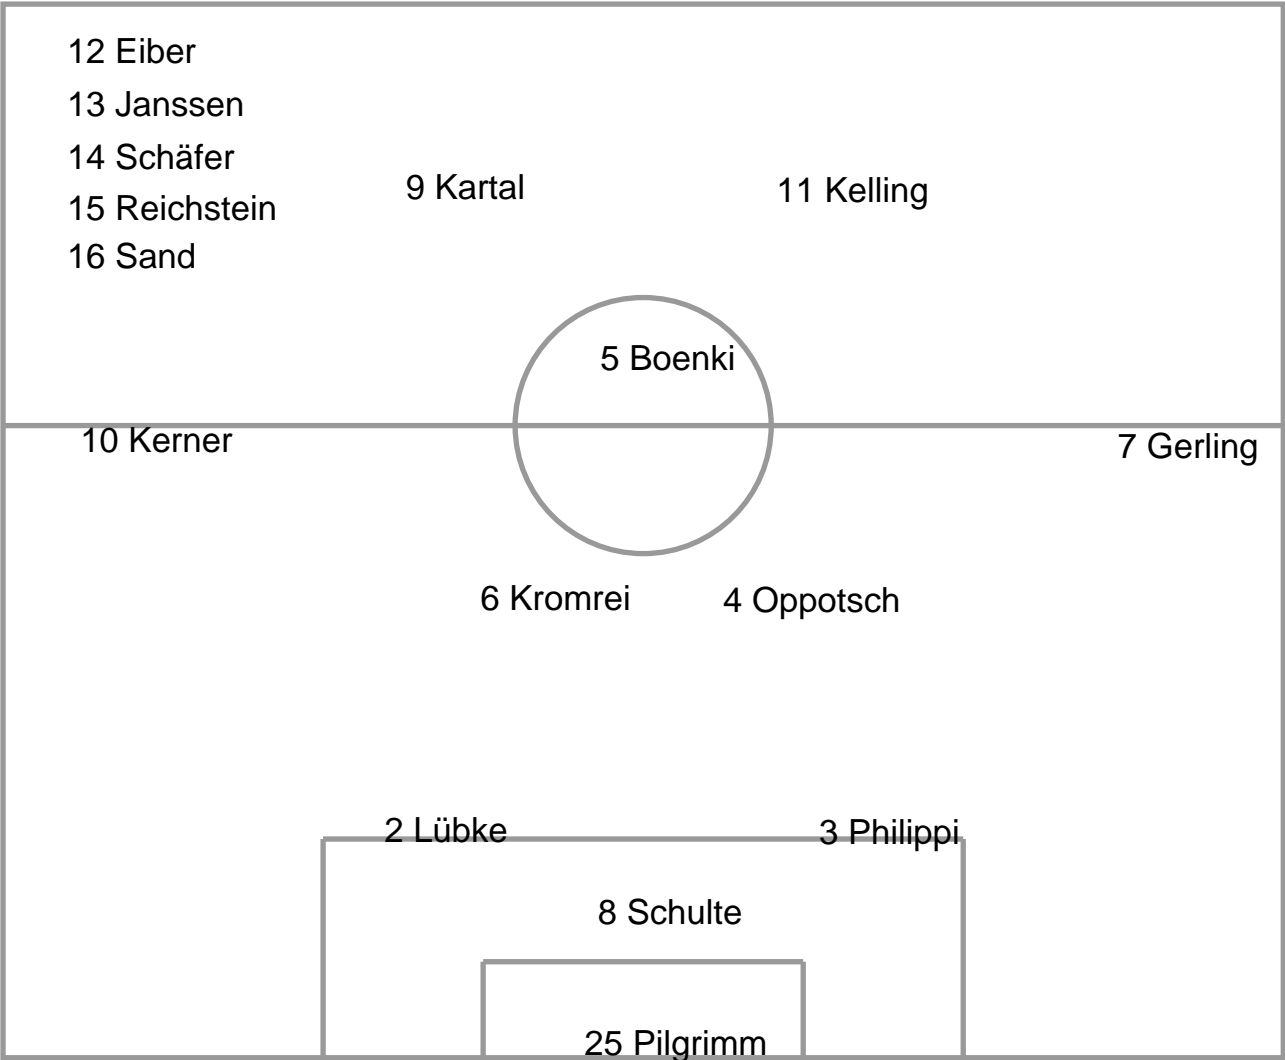 12 Eiber
13 Janssen
14 Schäfer
9 Kartal
11 Kelling
15 Reichstein
16 Sand
5 Boenki
10 Kerner
7 Gerling
6 Kromrei
4 Oppotsch
2 Lübke
3 Philippi
8 Schulte
25 Pilgrimm